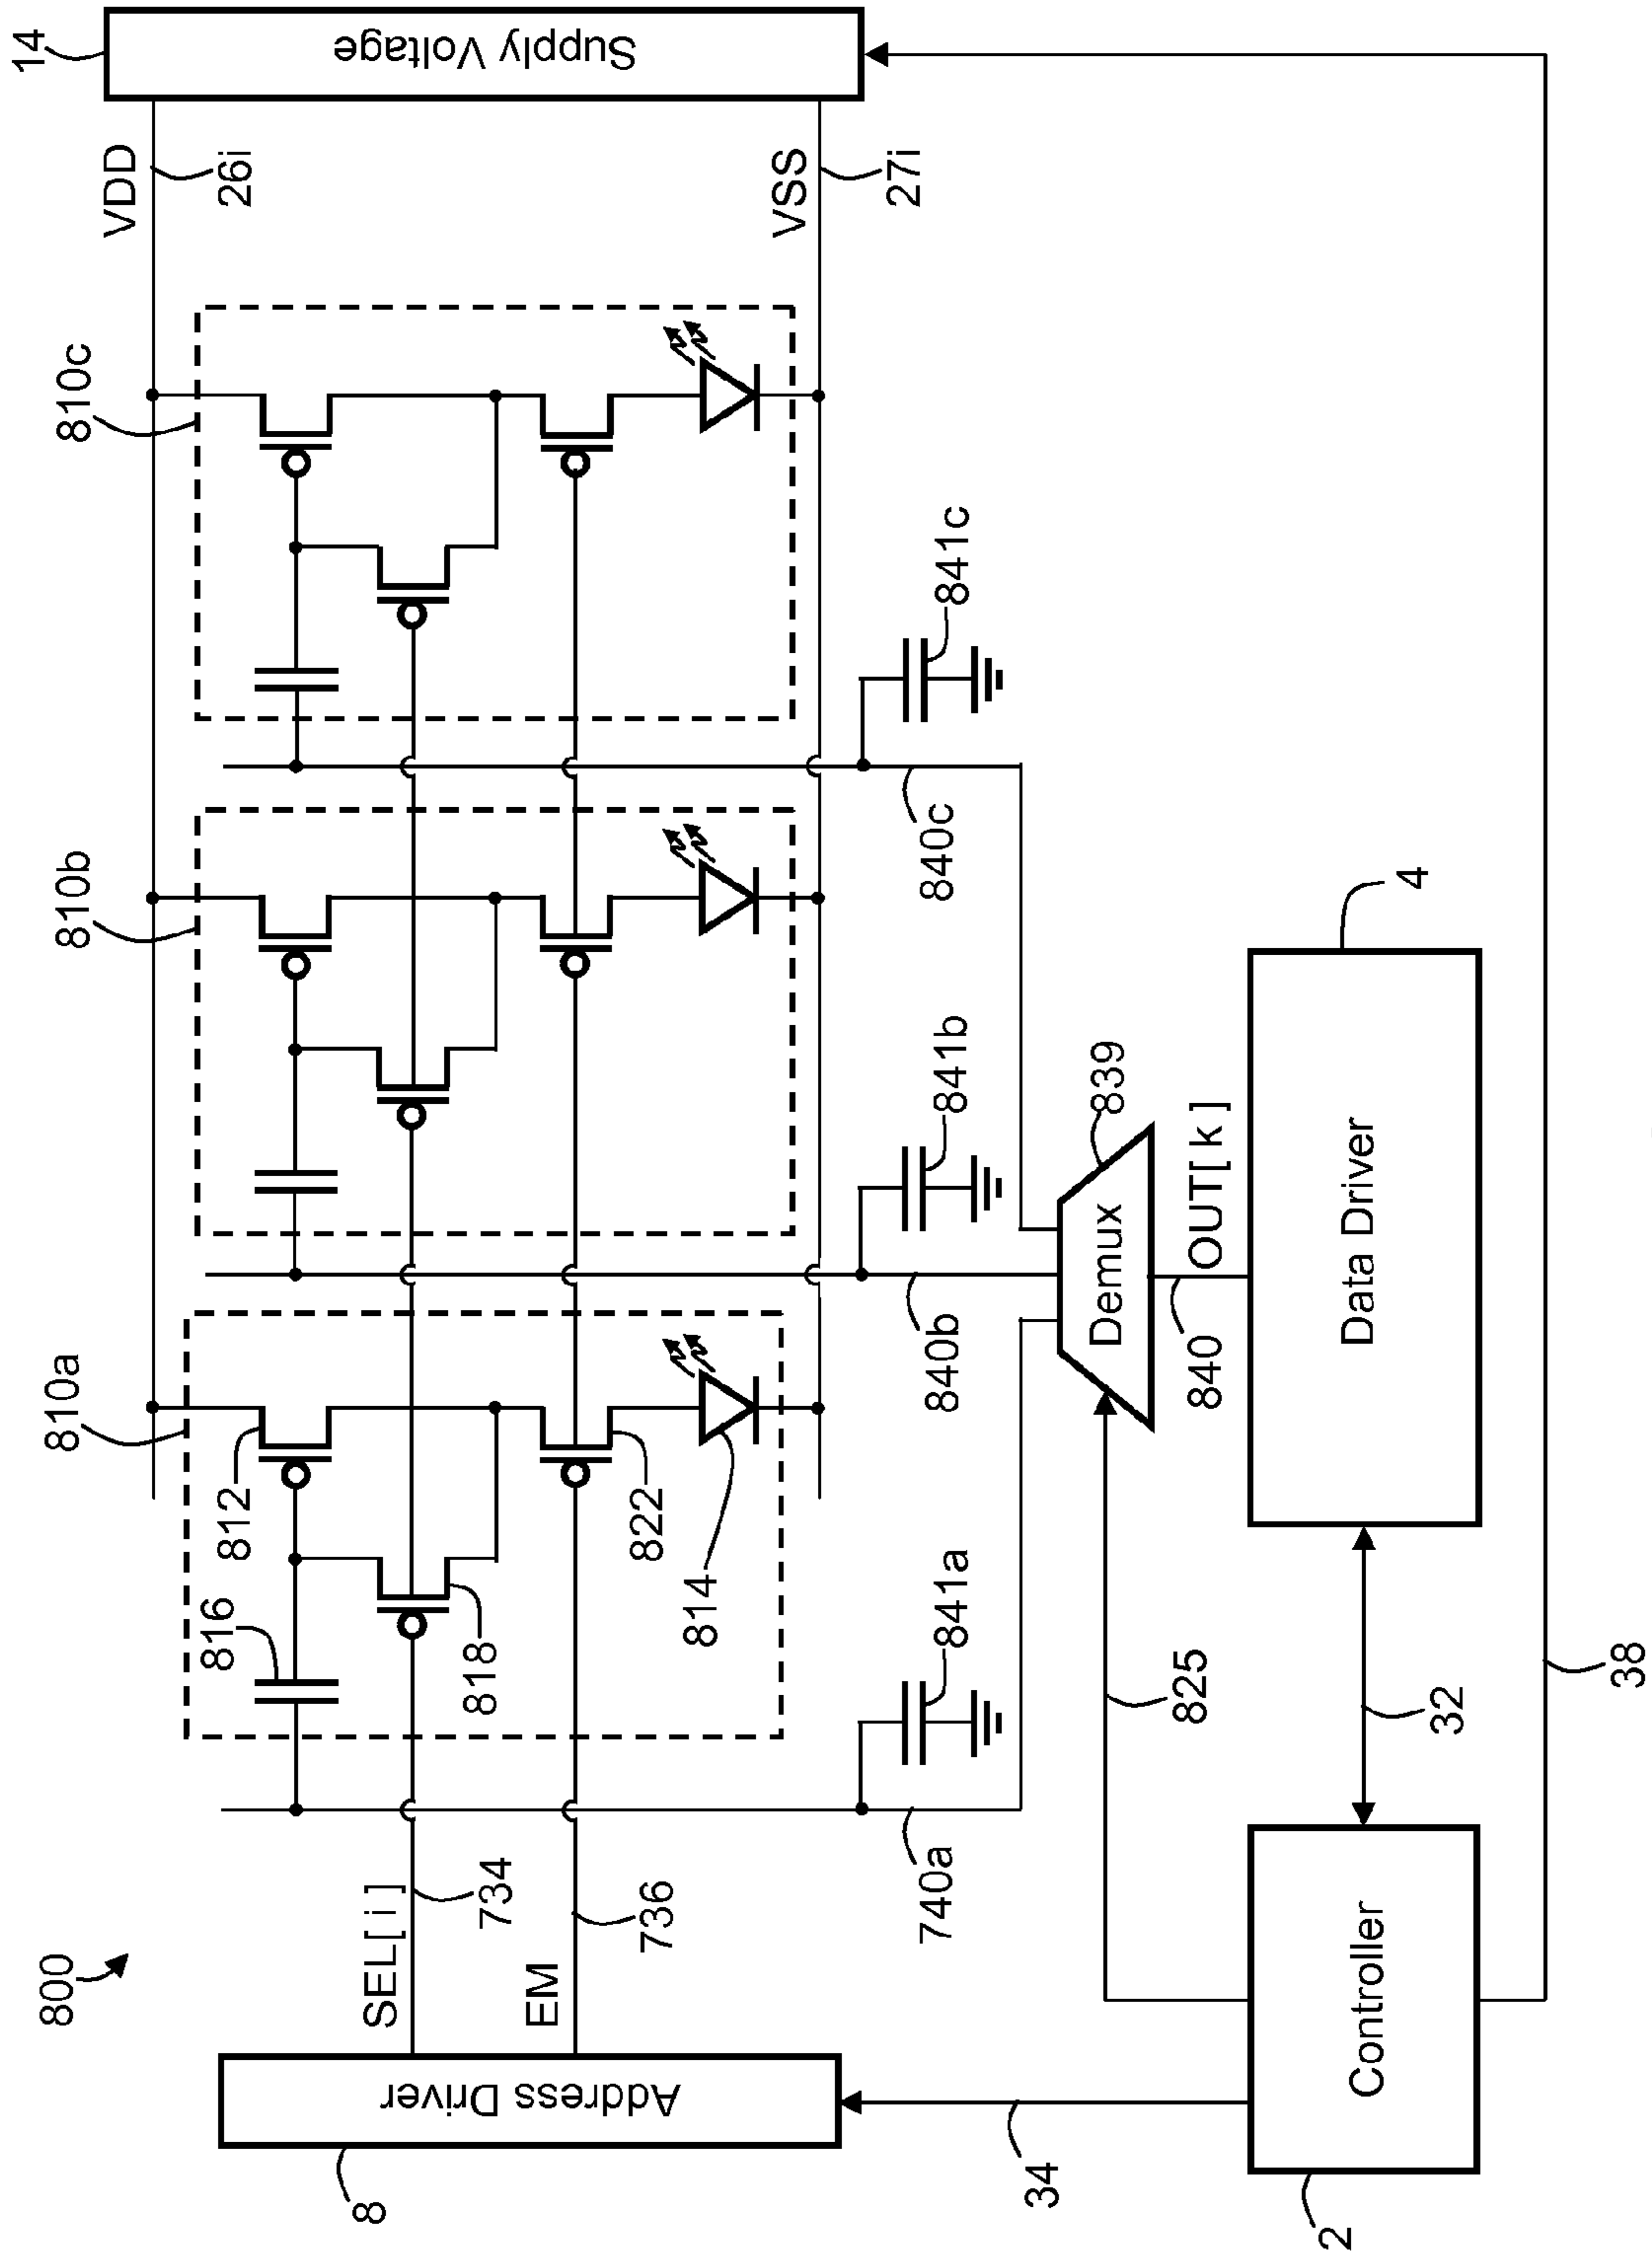 800
810a
810b
810c
14
VDD
26i
Supply Voltage
816
812
SEL[ i ]
734
818
Address Driver
8
EM
736
822
814
VSS
27i
740a
841a
840b
841b
840c
841c
34
825
Demux
839
840
OUT[ k ]
2
Controller
32
Data Driver
4
38